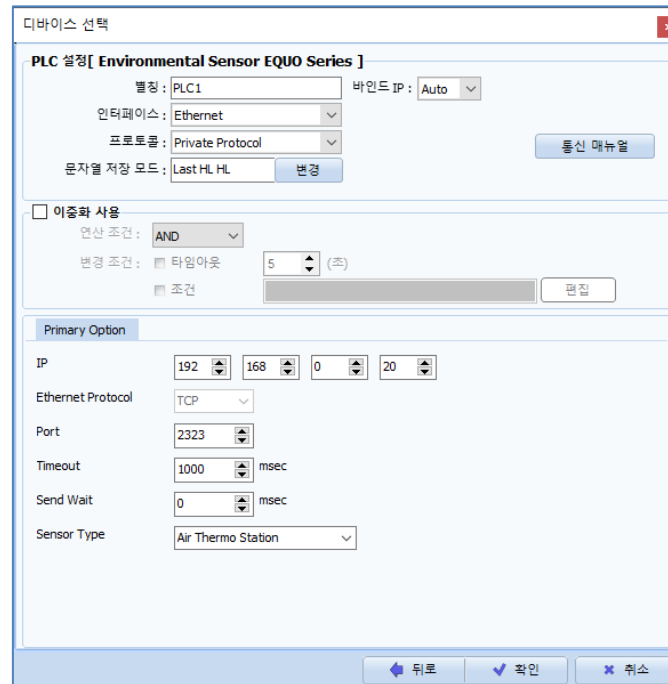 디바이스 선택
PLC 설정[ Environmental Sensor EQUO Series ]
별칭 : PLC1 바인드 IP : Auto
인터페이스 : Ethernet
프로토콜 : Private Protocol 통신 매뉴얼
문자열 저장 모드 : Last HL HL 변경
이중화 사용
연산 조건 : AND
변경 조건 : 타임아웃 5 (초)
조건 편집
Primary Option
IP 192 168 0 20
Ethernet Protocol TCP
Port 2323
Timeout 1000 msec
Send Wait 0 msec
Sensor Type Air Thermo Station
뒤로 확인 취소